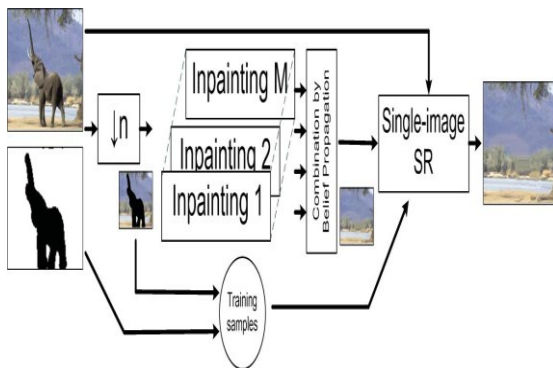 ↓n
Inpainting M
Inpainting 2
Inpainting 1
Combination by
Belief Propagation
Single-image
SR
Training
samples